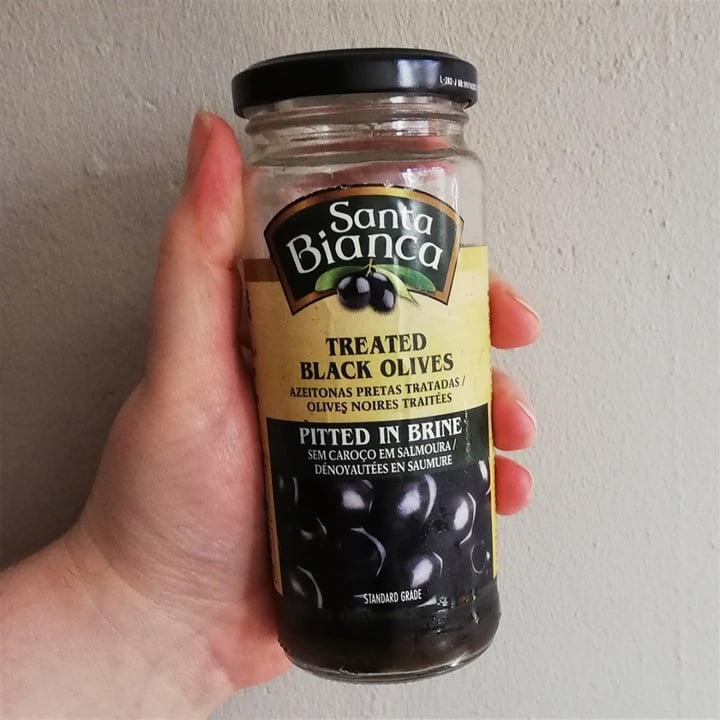 Santa
Bianca
TREATED
BLACK OLIVES
AZEITONAS PRETAS TRATADAS /
OLIVES NOIRES TRAITÉES
PITTED IN BRINE
SEM CAROÇO EM SALMOURA /
DÉNOYAUTÉES EN SAUMURE
STANDARD GRADE